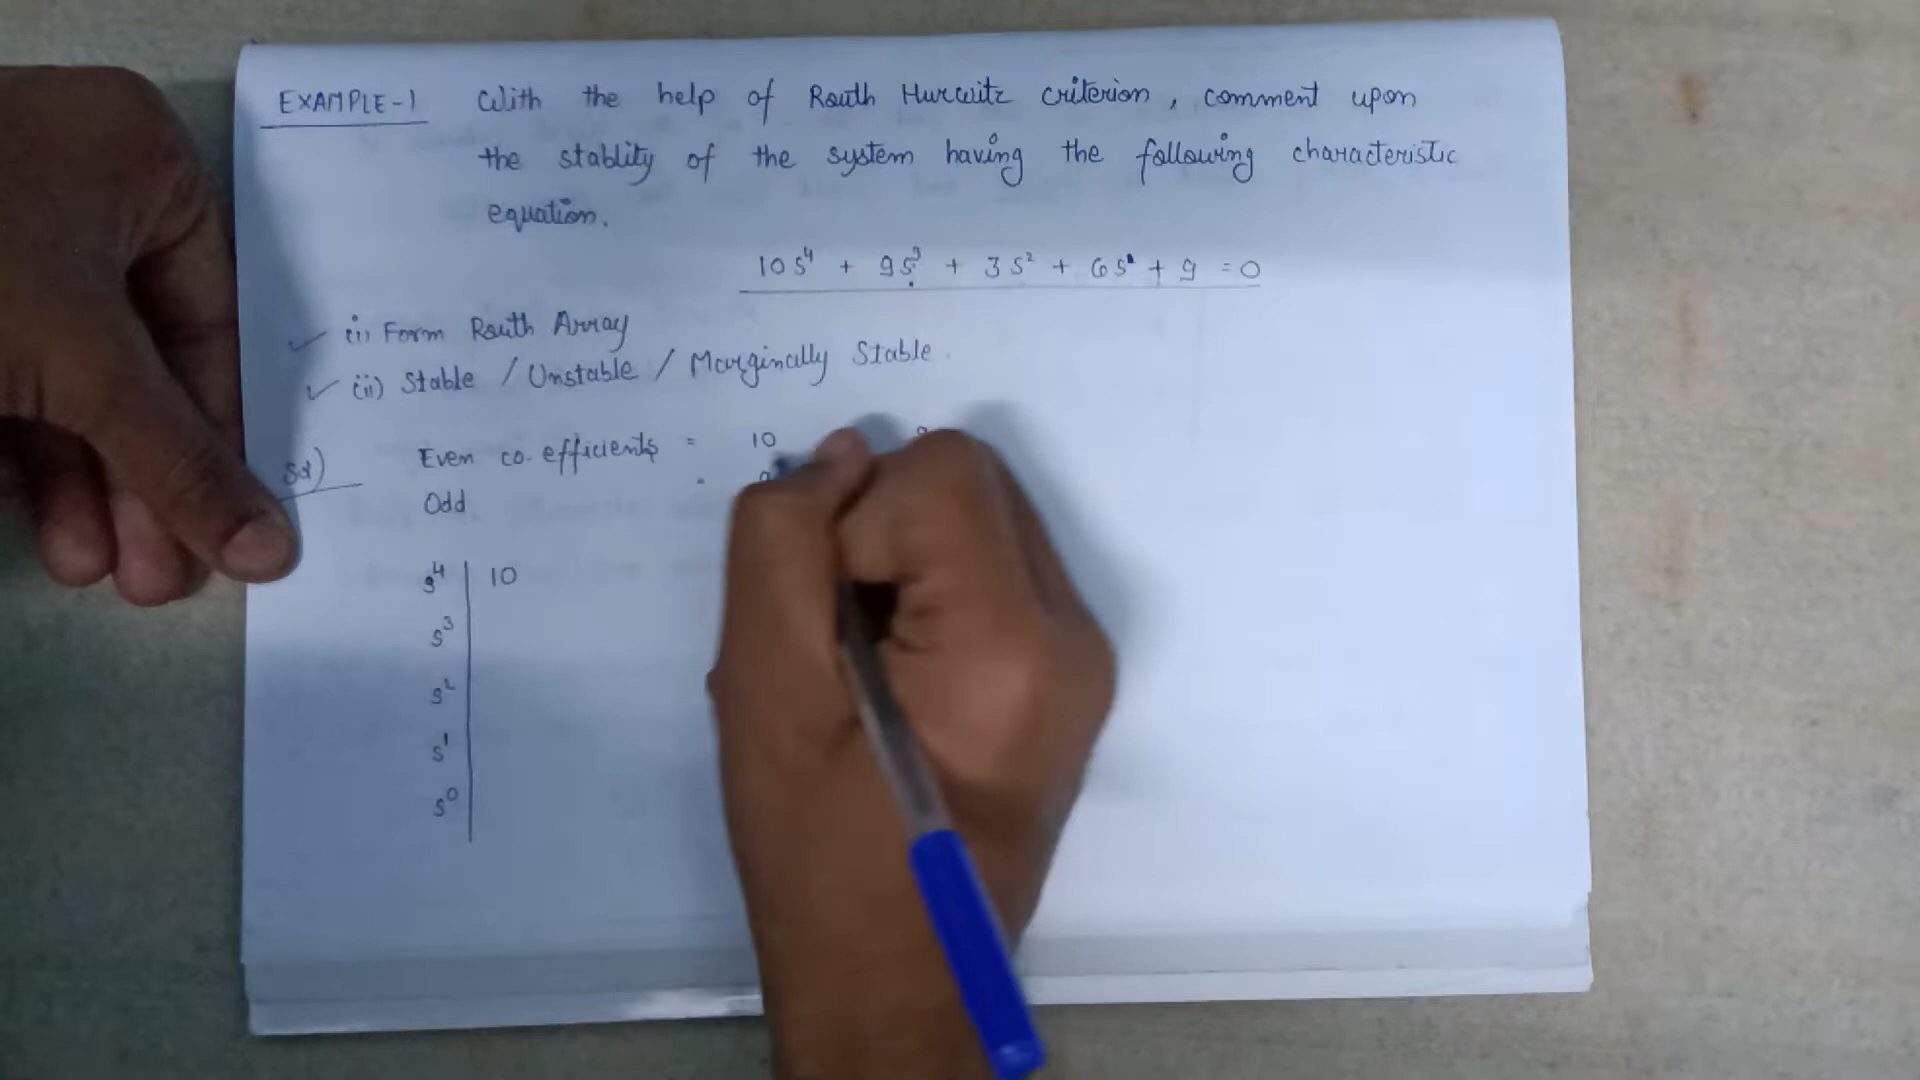 EXAMPLE-1 With the help of Routh Hurwitz criterion, comment upon
the stablity of the system having the following characteristic
equation.
10s⁴ + 9s³ + 3s² + 6s + 9 = 0
✓ (i) Form Routh Array
✓ (ii) Stable / Unstable / Marginally Stable.
Sol) Even co-efficients = 10
Odd
s⁴ | 10
s³
s²
s¹
s⁰